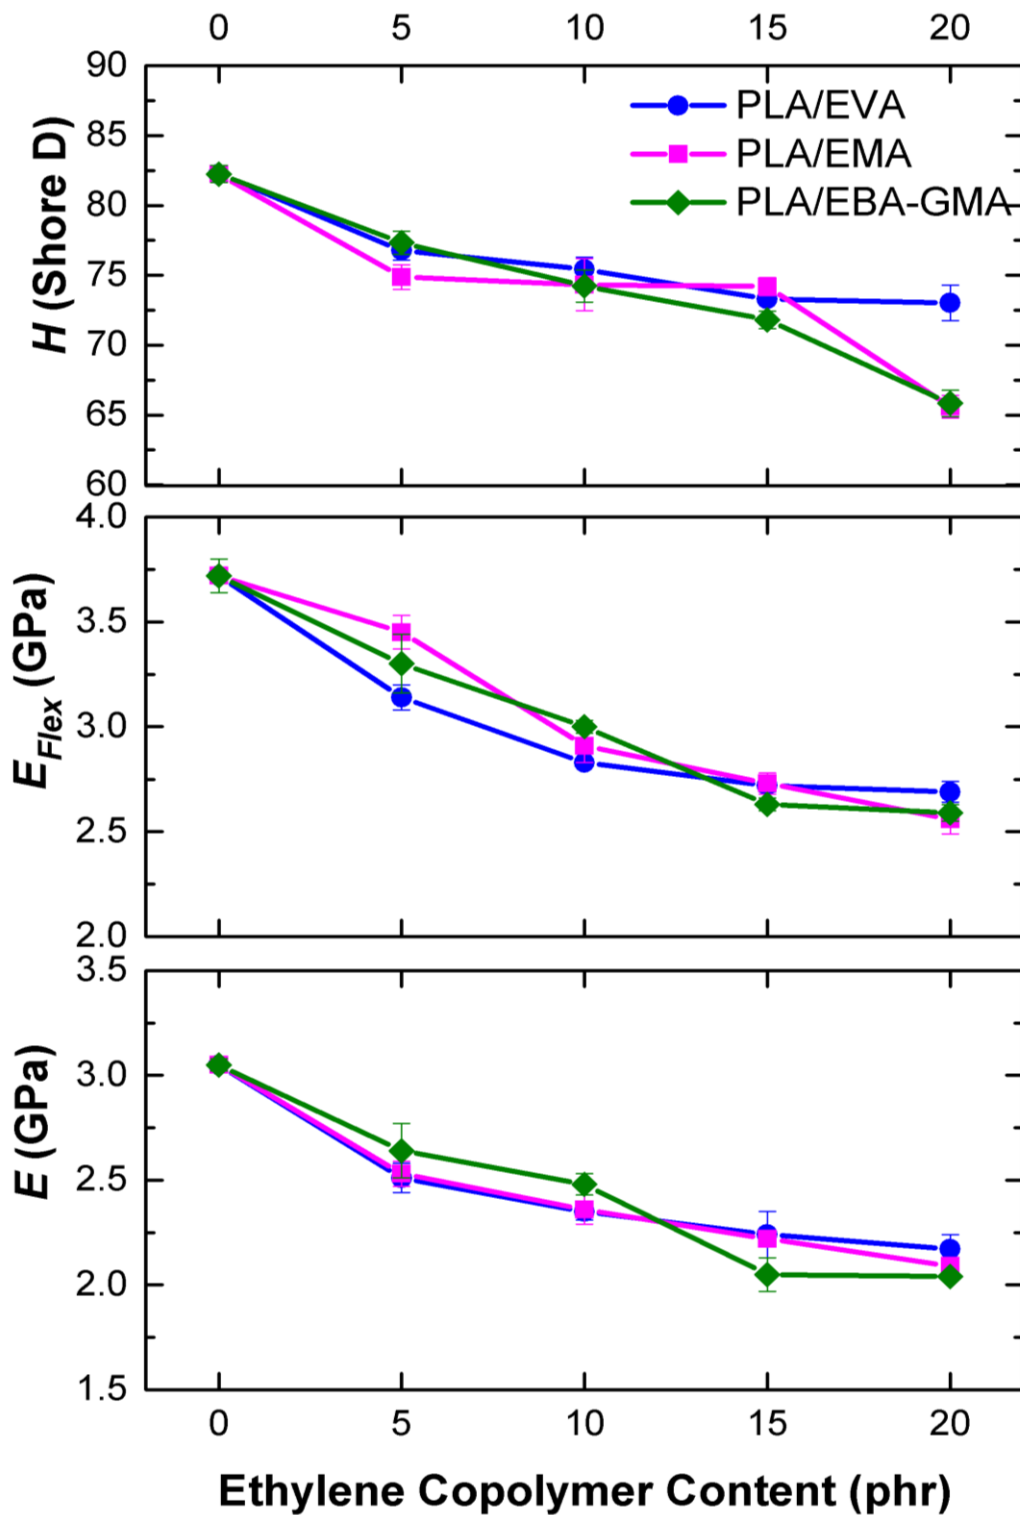 0 5 10 15 20
90
85
80
75
70
65
60
H (Shore D)
PLA/EVA
PLA/EMA
PLA/EBA-GMA
4.0
3.5
3.0
2.5
2.0
E_Flex (GPa)
3.5
3.0
2.5
2.0
1.5
E (GPa)
0 5 10 15 20
Ethylene Copolymer Content (phr)